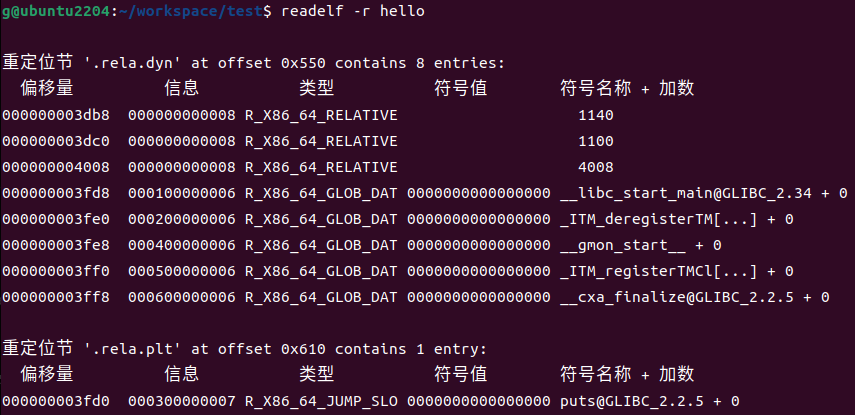 g@ubuntu2204:~/workspace/test$ readelf -r hello
重定位节 '.rela.dyn' at offset 0x550 contains 8 entries:
偏移量 信息 类型 符号值 符号名称 + 加数
000000003db8 000000000008 R_X86_64_RELATIVE 1140
000000003dc0 000000000008 R_X86_64_RELATIVE 1100
000000004008 000000000008 R_X86_64_RELATIVE 4008
000000003fd8 000100000006 R_X86_64_GLOB_DAT 0000000000000000 __libc_start_main@GLIBC_2.34 + 0
000000003fe0 000200000006 R_X86_64_GLOB_DAT 0000000000000000 _ITM_deregisterTM[...] + 0
000000003fe8 000400000006 R_X86_64_GLOB_DAT 0000000000000000 __gmon_start__ + 0
000000003ff0 000500000006 R_X86_64_GLOB_DAT 0000000000000000 _ITM_registerTMCl[...] + 0
000000003ff8 000600000006 R_X86_64_GLOB_DAT 0000000000000000 __cxa_finalize@GLIBC_2.2.5 + 0
重定位节 '.rela.plt' at offset 0x610 contains 1 entry:
偏移量 信息 类型 符号值 符号名称 + 加数
000000003fd0 000300000007 R_X86_64_JUMP_SLO 0000000000000000 puts@GLIBC_2.2.5 + 0